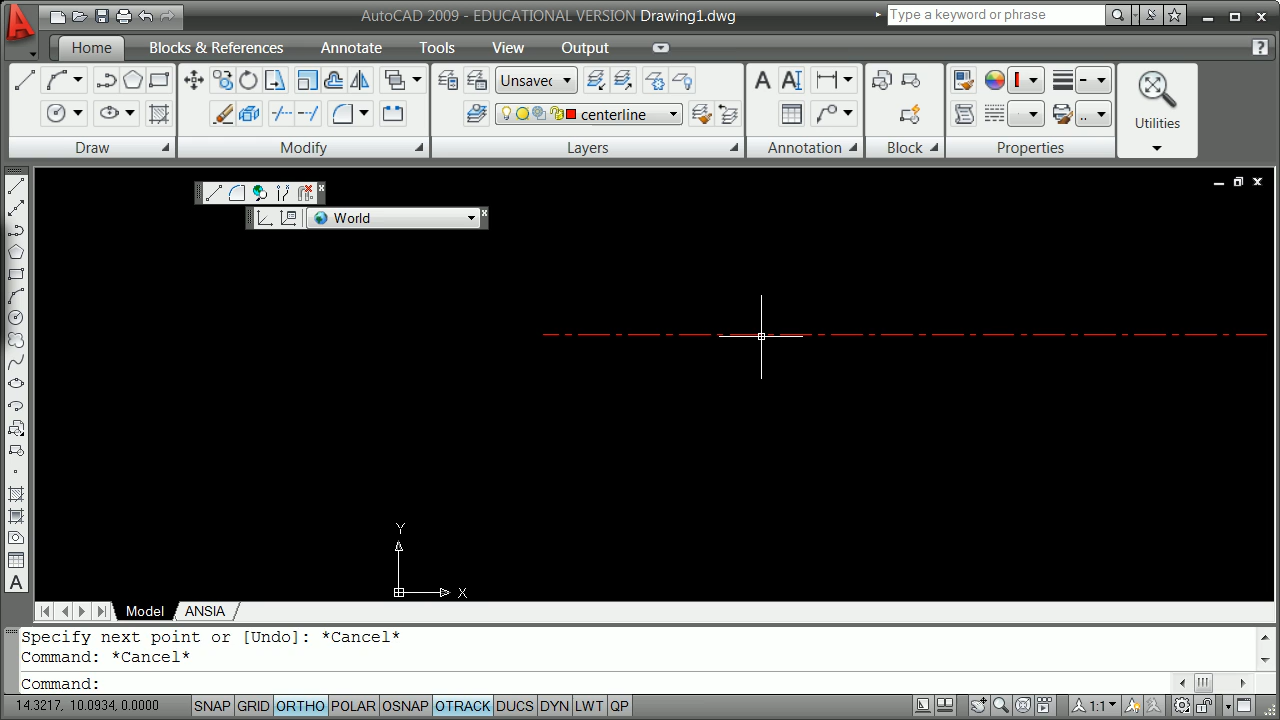 AutoCAD 2009 - EDUCATIONAL VERSION Drawing1.dwg
Type a keyword or phrase
Home Blocks & References Annotate Tools View Output
Unsavec
centerline
A A
Utilities
Draw Modify Layers Annotation Block Properties
World
A
Y
X
Model ANSIA
Specify next point or [Undo]: *Cancel*
Command: *Cancel*
Command:
14.3217, 10.0934, 0.0000 SNAP GRID ORTHO POLAR OSNAP OTRACK DUCS DYN LWT QP 1:1